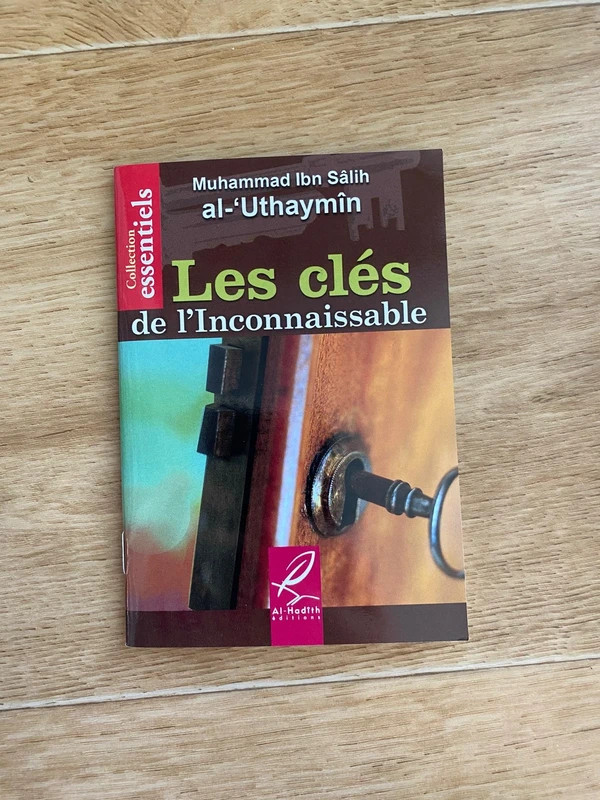 Muhammad Ibn Sâlih
al-‘Uthaymîn
Collection
essentiels
Les clés
de l’Inconnaissable
Al-Hadîth
éditions